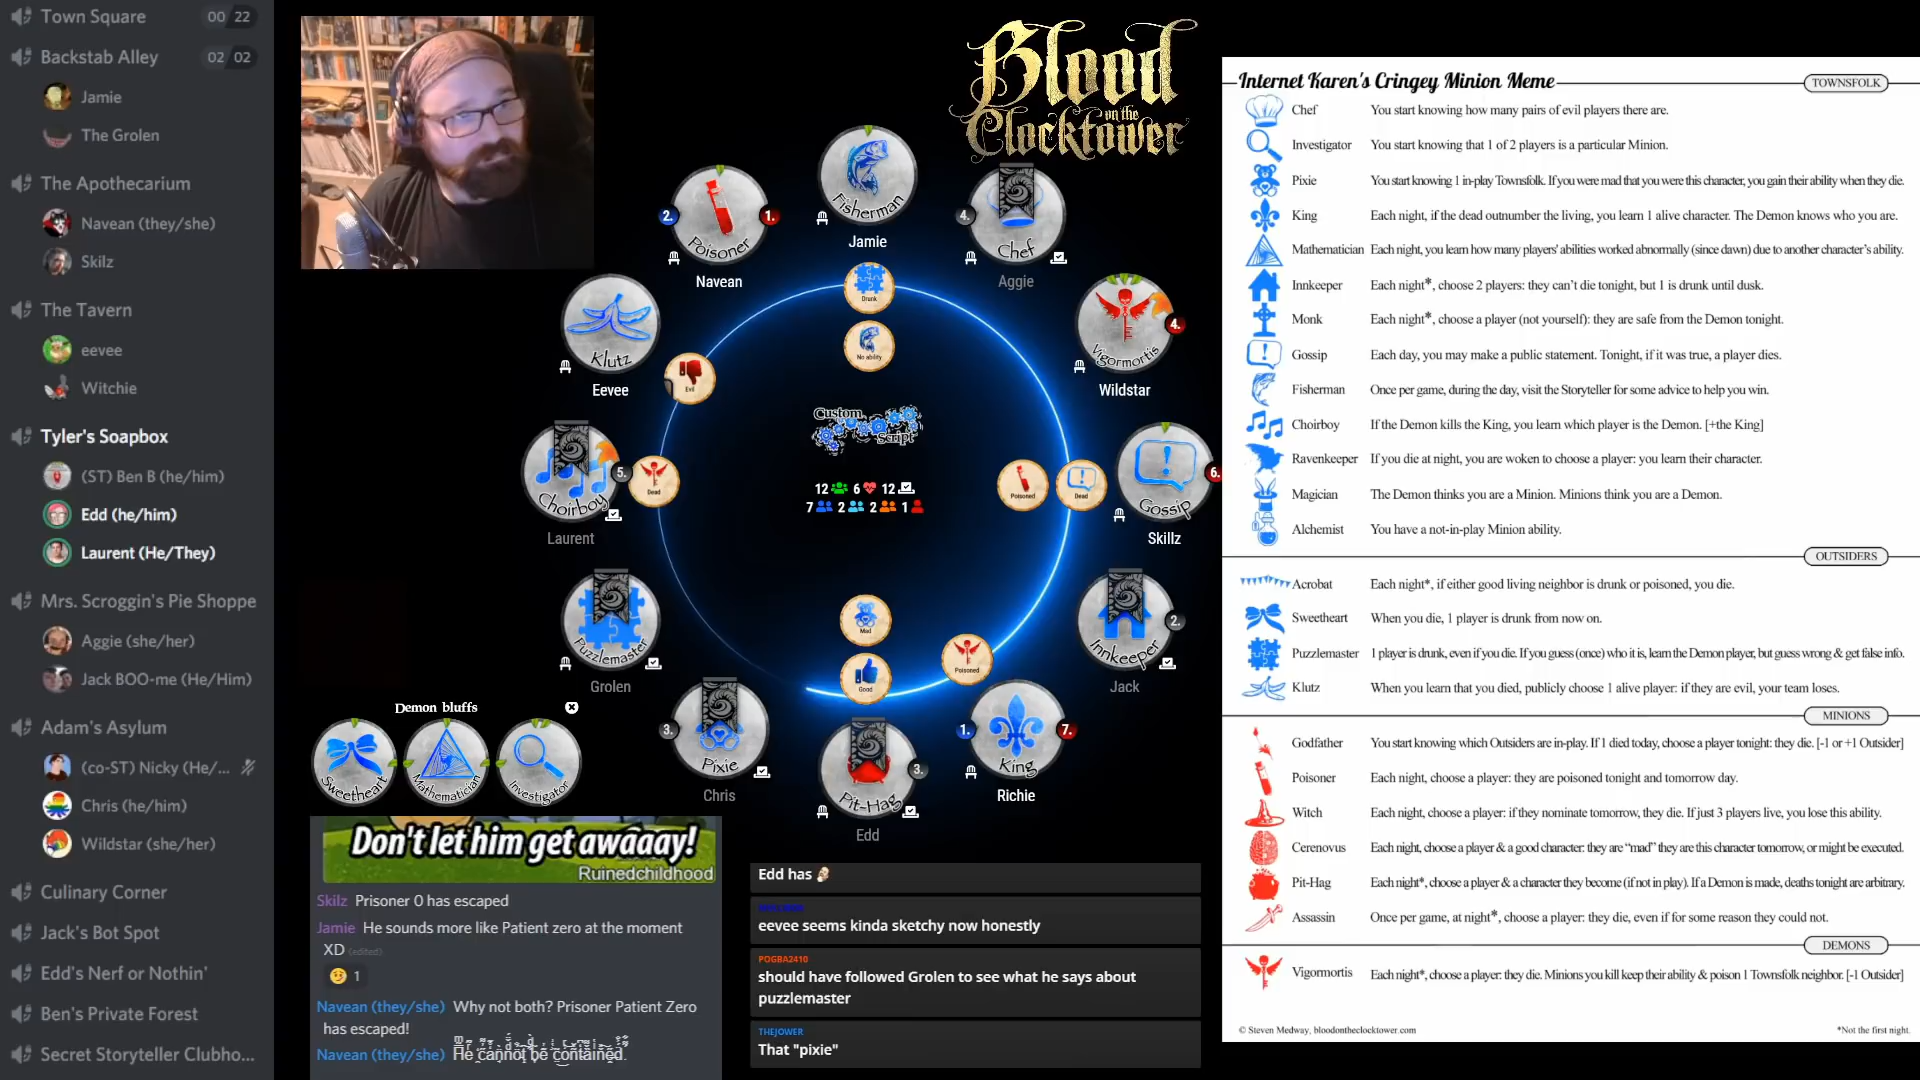 Town Square 00 22
Backstab Alley 02 02
Jamie
The Grolen
The Apothecarium
Navean (they/she)
Skilz
The Tavern
eevee
Witchie
Tyler's Soapbox
(ST) Ben B (he/him)
Edd (he/him)
Laurent (He/They)
Mrs. Scroggin's Pie Shoppe
Aggie (she/her)
Jack BOO-me (He/Him)
Adam's Asylum
(co-ST) Nicky (He/...
Chris (he/him)
Wildstar (she/her)
Culinary Corner
Jack's Bot Spot
Edd's Nerf or Nothin'
Ben's Private Forest
Secret Storyteller Clubho...
Blood
on the
Clocktower
Fisherman
Jamie
Chef
4.
Aggie
Vigormortis
4.
Wildstar
Gossip
6.
Skillz
Innkeeper
2.
Jack
King
1.
7.
Richie
Pit-Hag
3.
Edd
Pixie
3.
Chris
Puzzlemaster
Grolen
Choirboy
5.
Laurent
Klutz
Eevee
Poisoner
2.
1.
Navean
Drunk
No ability
Evil
Dead
Poisoned
Dead
Mad
Good
Poisoned
Custom
Script
12 6 12
7 2 2 1
Demon bluffs
Sweetheart
Mathematician
Investigator
Don't let him get awaaay!
Ruinedchildhood
Skilz Prisoner 0 has escaped
Jamie He sounds more like Patient zero at the moment
XD (edited)
1
Navean (they/she) Why not both? Prisoner Patient Zero
has escaped!
Navean (they/she) He cannot be contained.
Edd has
eevee seems kinda sketchy now honestly
POGBA2410
should have followed Grolen to see what he says about
puzzlemaster
THEJOWER
That "pixie"
Internet Karen's Cringey Minion Meme
TOWNSFOLK
Chef You start knowing how many pairs of evil players there are.
Investigator You start knowing that 1 of 2 players is a particular Minion.
Pixie You start knowing 1 in-play Townsfolk. If you were mad that you were this character, you gain their ability when they die.
King Each night, if the dead outnumber the living, you learn 1 alive character. The Demon knows who you are.
Mathematician Each night, you learn how many players' abilities worked abnormally (since dawn) due to another character's ability.
Innkeeper Each night*, choose 2 players: they can't die tonight, but 1 is drunk until dusk.
Monk Each night*, choose a player (not yourself): they are safe from the Demon tonight.
Gossip Each day, you may make a public statement. Tonight, if it was true, a player dies.
Fisherman Once per game, during the day, visit the Storyteller for some advice to help you win.
Choirboy If the Demon kills the King, you learn which player is the Demon. [+the King]
Ravenkeeper If you die at night, you are woken to choose a player: you learn their character.
Magician The Demon thinks you are a Minion. Minions think you are a Demon.
Alchemist You have a not-in-play Minion ability.
OUTSIDERS
Acrobat Each night*, if either good living neighbor is drunk or poisoned, you die.
Sweetheart When you die, 1 player is drunk from now on.
Puzzlemaster 1 player is drunk, even if you die. If you guess (once) who it is, learn the Demon player, but guess wrong & get false info.
Klutz When you learn that you died, publicly choose 1 alive player: if they are evil, your team loses.
MINIONS
Godfather You start knowing which Outsiders are in-play. If 1 died today, choose a player tonight: they die. [-1 or +1 Outsider]
Poisoner Each night, choose a player: they are poisoned tonight and tomorrow day.
Witch Each night, choose a player: if they nominate tomorrow, they die. If just 3 players live, you lose this ability.
Cerenovus Each night, choose a player & a good character: they are "mad" they are this character tomorrow, or might be executed.
Pit-Hag Each night*, choose a player & a character they become (if not in play). If a Demon is made, deaths tonight are arbitrary.
Assassin Once per game, at night*, choose a player: they die, even if for some reason they could not.
DEMONS
Vigormortis Each night*, choose a player: they die. Minions you kill keep their ability & poison 1 Townsfolk neighbor. [-1 Outsider]
© Steven Medway, bloodontheclocktower.com *Not the first night.